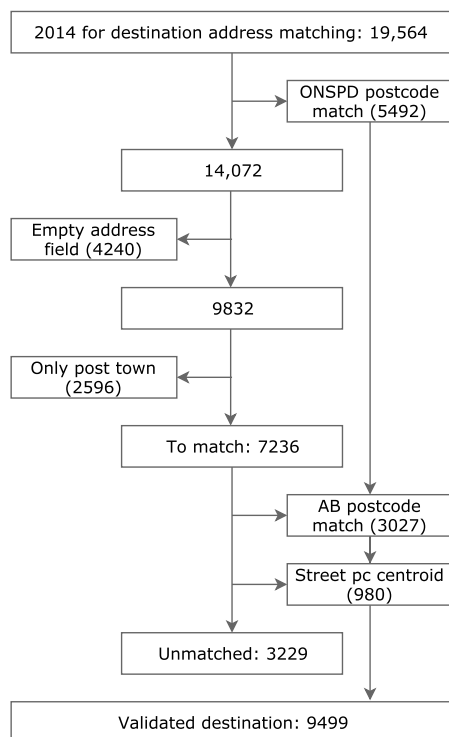 2014 for destination address matching: 19,564
ONSPD postcode
match (5492)
14,072
Empty address
field (4240)
9832
Only post town
(2596)
To match: 7236
AB postcode
match (3027)
Street pc centroid
(980)
Unmatched: 3229
Validated destination: 9499